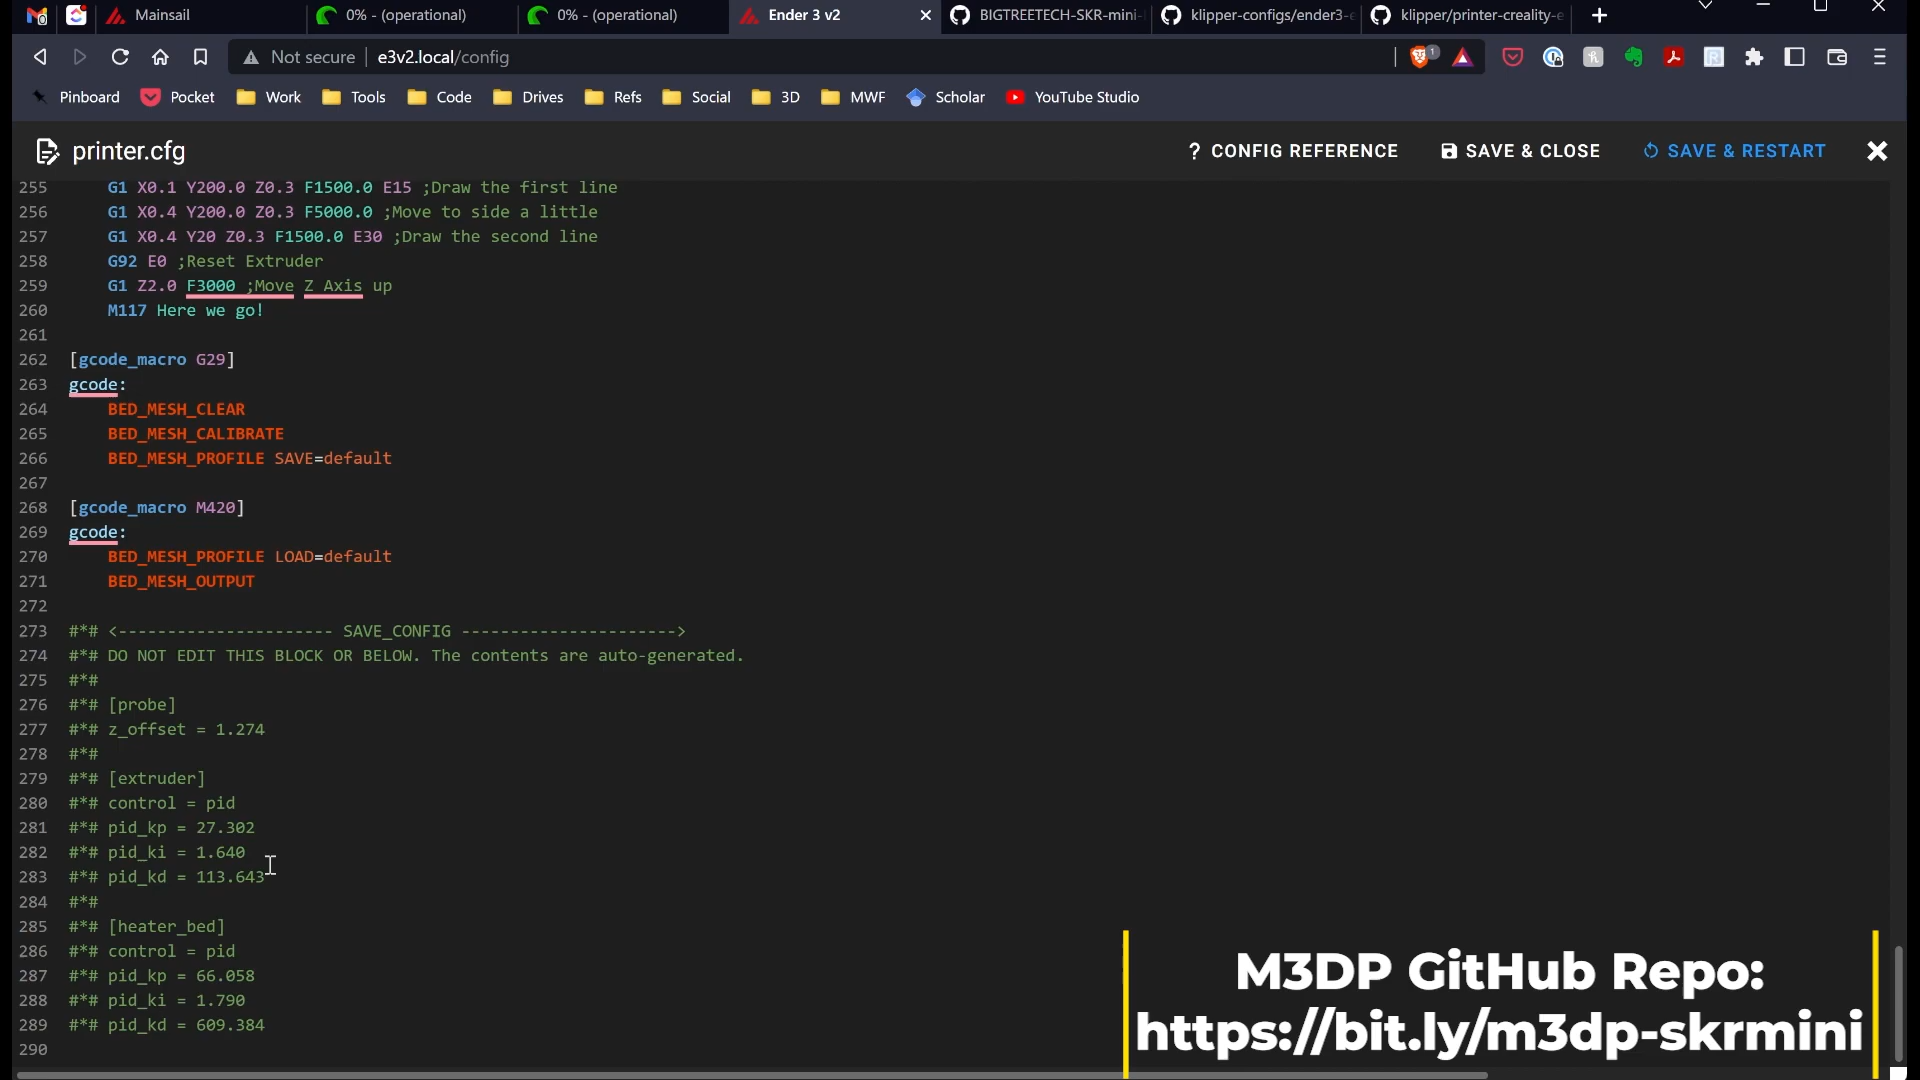 Mainsail
0% - (operational)
0% - (operational)
Ender 3 v2
BIGTREETECH-SKR-mini-
klipper-configs/ender3-
klipper/printer-creality-
Not secure
e3v2.local/config
1
Pinboard
Pocket
Work
Tools
Code
Drives
Refs
Social
3D
MWF
Scholar
YouTube Studio
printer.cfg
? CONFIG REFERENCE
SAVE & CLOSE
SAVE & RESTART
255 G1 X0.1 Y200.0 Z0.3 F1500.0 E15 ;Draw the first line
256 G1 X0.4 Y200.0 Z0.3 F5000.0 ;Move to side a little
257 G1 X0.4 Y20 Z0.3 F1500.0 E30 ;Draw the second line
258 G92 E0 ;Reset Extruder
259 G1 Z2.0 F3000 ;Move Z Axis up
260 M117 Here we go!
261
262 [gcode_macro G29]
263 gcode:
264 BED_MESH_CLEAR
265 BED_MESH_CALIBRATE
266 BED_MESH_PROFILE SAVE=default
267
268 [gcode_macro M420]
269 gcode:
270 BED_MESH_PROFILE LOAD=default
271 BED_MESH_OUTPUT
272
273 #*# <---------------------- SAVE_CONFIG ---------------------->
274 #*# DO NOT EDIT THIS BLOCK OR BELOW. The contents are auto-generated.
275 #*#
276 #*# [probe]
277 #*# z_offset = 1.274
278 #*#
279 #*# [extruder]
280 #*# control = pid
281 #*# pid_kp = 27.302
282 #*# pid_ki = 1.640
283 #*# pid_kd = 113.643
284 #*#
285 #*# [heater_bed]
286 #*# control = pid
287 #*# pid_kp = 66.058
288 #*# pid_ki = 1.790
289 #*# pid_kd = 609.384
290
M3DP GitHub Repo:
https://bit.ly/m3dp-skrmini